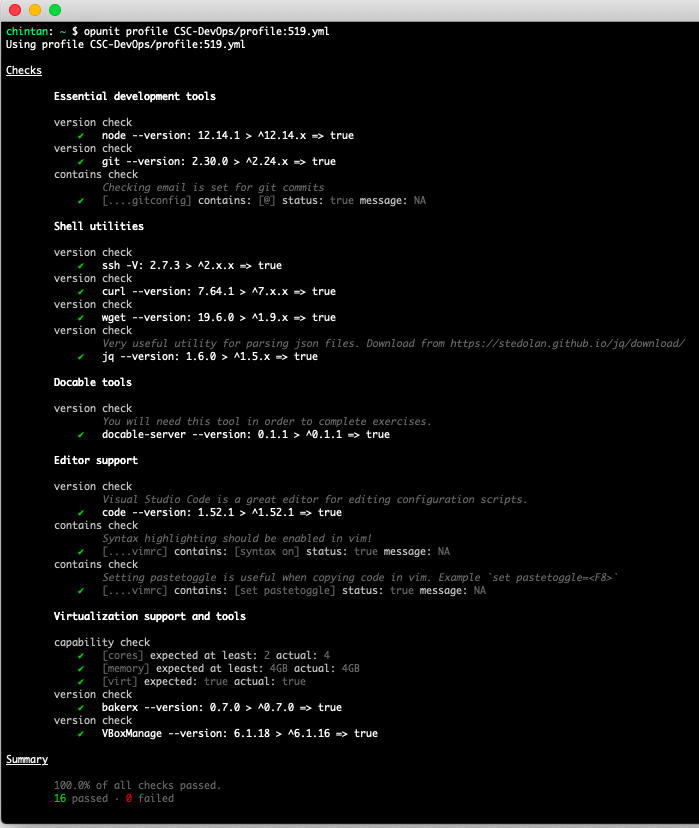 chintan: ~ $ opunit profile CSC-DevOps/profile:519.yml
Using profile CSC-DevOps/profile:519.yml
Checks
Essential development tools
version check
✔ node --version: 12.14.1 > ^12.14.x => true
version check
✔ git --version: 2.30.0 > ^2.24.x => true
contains check
Checking email is set for git commits
✔ [....gitconfig] contains: [@] status: true message: NA
Shell utilities
version check
✔ ssh -V: 2.7.3 > ^2.x.x => true
version check
✔ curl --version: 7.64.1 > ^7.x.x => true
version check
✔ wget --version: 19.6.0 > ^1.9.x => true
version check
Very useful utility for parsing json files. Download from https://stedolan.github.io/jq/download/
✔ jq --version: 1.6.0 > ^1.5.x => true
Docable tools
version check
You will need this tool in order to complete exercises.
✔ docable-server --version: 0.1.1 > ^0.1.1 => true
Editor support
version check
Visual Studio Code is a great editor for editing configuration scripts.
✔ code --version: 1.52.1 > ^1.52.1 => true
contains check
Syntax highlighting should be enabled in vim!
✔ [....vimrc] contains: [syntax on] status: true message: NA
contains check
Setting pastetoggle is useful when copying code in vim. Example `set pastetoggle=<F8>`
✔ [....vimrc] contains: [set pastetoggle] status: true message: NA
Virtualization support and tools
capability check
✔ [cores] expected at least: 2 actual: 4
✔ [memory] expected at least: 4GB actual: 4GB
✔ [virt] expected: true actual: true
version check
✔ bakerx --version: 0.7.0 > ^0.7.0 => true
version check
✔ VBoxManage --version: 6.1.18 > ^6.1.16 => true
Summary
100.0% of all checks passed.
16 passed · 0 failed